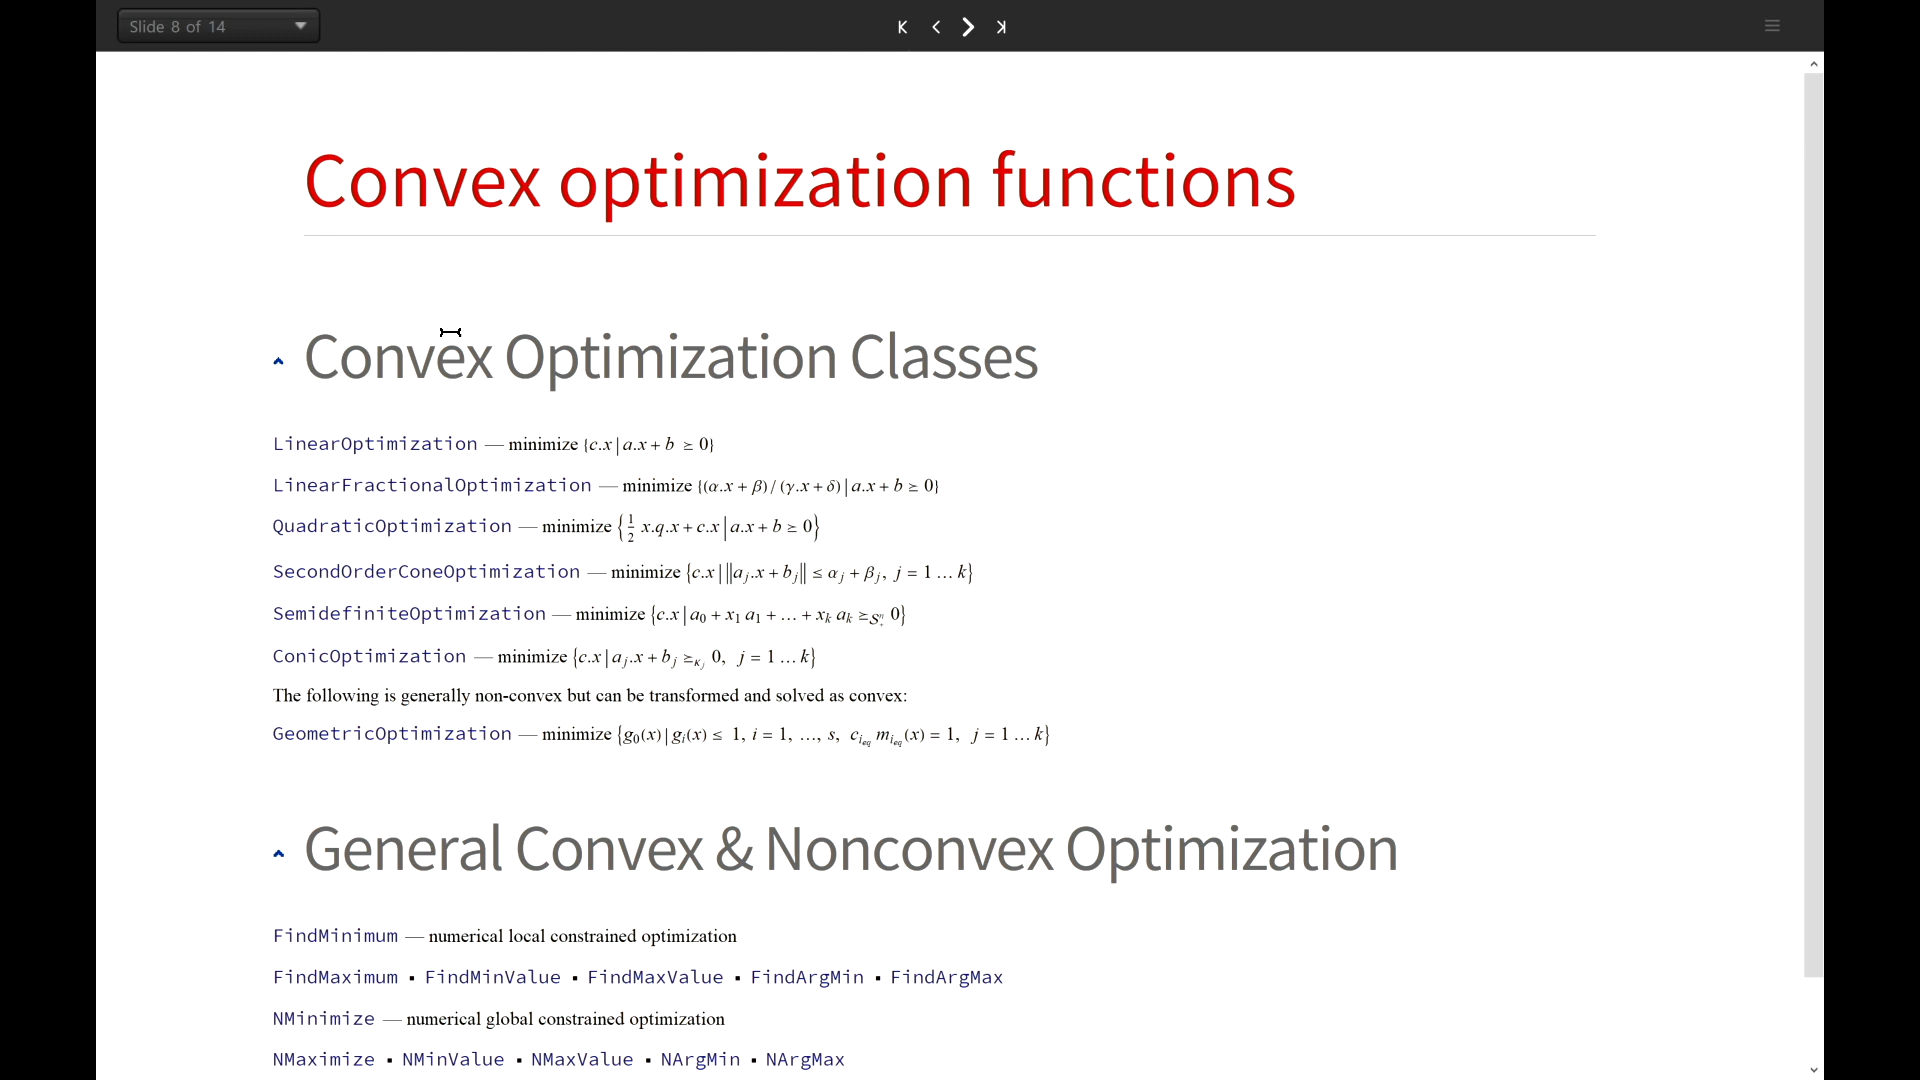 Slide 8 of 14
Convex optimization functions
Convex Optimization Classes
LinearOptimization — minimize {c.x | a.x + b ≥ 0}
LinearFractionalOptimization — minimize {(α.x + β) / (γ.x + δ) | a.x + b ≥ 0}
QuadraticOptimization — minimize {1/2 x.q.x + c.x | a.x + b ≥ 0}
SecondOrderConeOptimization — minimize {c.x | ‖a_j.x + b_j‖ ≤ α_j + β_j, j = 1 … k}
SemidefiniteOptimization — minimize {c.x | a_0 + x_1 a_1 + … + x_k a_k ⪰_{S_+^n} 0}
ConicOptimization — minimize {c.x | a_j.x + b_j ⪰_{K_j} 0, j = 1 … k}
The following is generally non-convex but can be transformed and solved as convex:
GeometricOptimization — minimize {g_0(x) | g_i(x) ≤ 1, i = 1, …, s, c_{i_eq} m_{i_eq}(x) = 1, j = 1 … k}
General Convex & Nonconvex Optimization
FindMinimum — numerical local constrained optimization
FindMaximum ▪ FindMinValue ▪ FindMaxValue ▪ FindArgMin ▪ FindArgMax
NMinimize — numerical global constrained optimization
NMaximize ▪ NMinValue ▪ NMaxValue ▪ NArgMin ▪ NArgMax